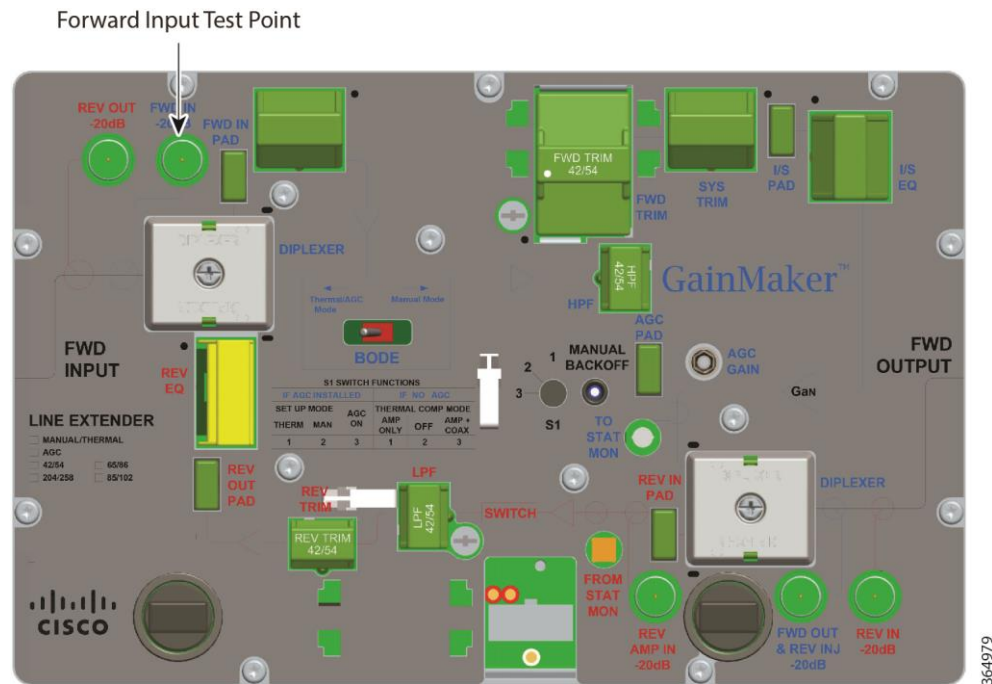 Forward Input Test Point
REV OUT
-20dB
FWD IN
-20dB
FWD IN
PAD
DIPLEXER
FWD TRIM
42/54
FWD
TRIM
SYS
TRIM
I/S
PAD
I/S
EQ
HPF
42/54
HPF
GainMaker™
Thermal/AGC
Mode
Manual Mode
BODE
FWD
INPUT
REV
EQ
AGC
PAD
AGC
GAIN
FWD
OUTPUT
GaN
1
2
3
S1
MANUAL
BACKOFF
TO
STAT
MON
S1 SWITCH FUNCTIONS
IF AGC INSTALLED
IF NO AGC
SET UP MODE
AGC
ON
THERMAL COMP MODE
THERM
MAN
AMP
ONLY
OFF
AMP +
COAX
1 2 3 1 2 3
LINE EXTENDER
MANUAL/THERMAL
AGC
42/54
65/86
204/258
85/102
REV
OUT
PAD
REV
TRIM
REV TRIM
42/54
LPF
LPF
42/54
SWITCH
REV IN
PAD
DIPLEXER
FROM
STAT
MON
REV
AMP IN
-20dB
FWD OUT
& REV INJ
-20dB
REV IN
-20dB
CISCO
364979